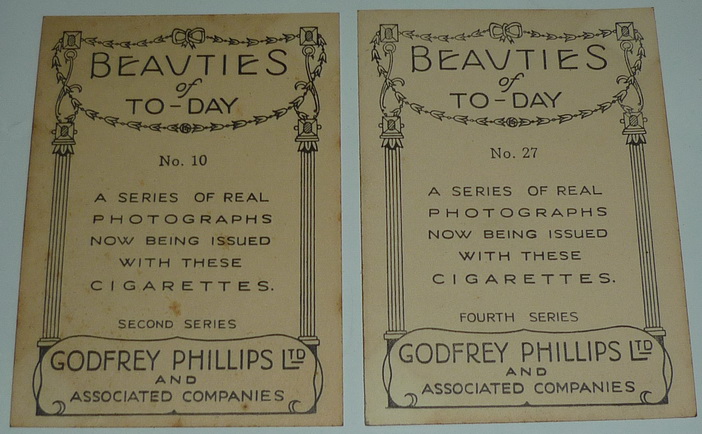 BEAUTIES
of
TO-DAY
No. 10
A SERIES OF REAL
PHOTOGRAPHS
NOW BEING ISSUED
WITH THESE
CIGARETTES.
SECOND SERIES
GODFREY PHILLIPS LTD
AND
ASSOCIATED COMPANIES
BEAUTIES
of
TO-DAY
No. 27
A SERIES OF REAL
PHOTOGRAPHS
NOW BEING ISSUED
WITH THESE
CIGARETTES.
FOURTH SERIES
GODFREY PHILLIPS LTD
AND
ASSOCIATED COMPANIES